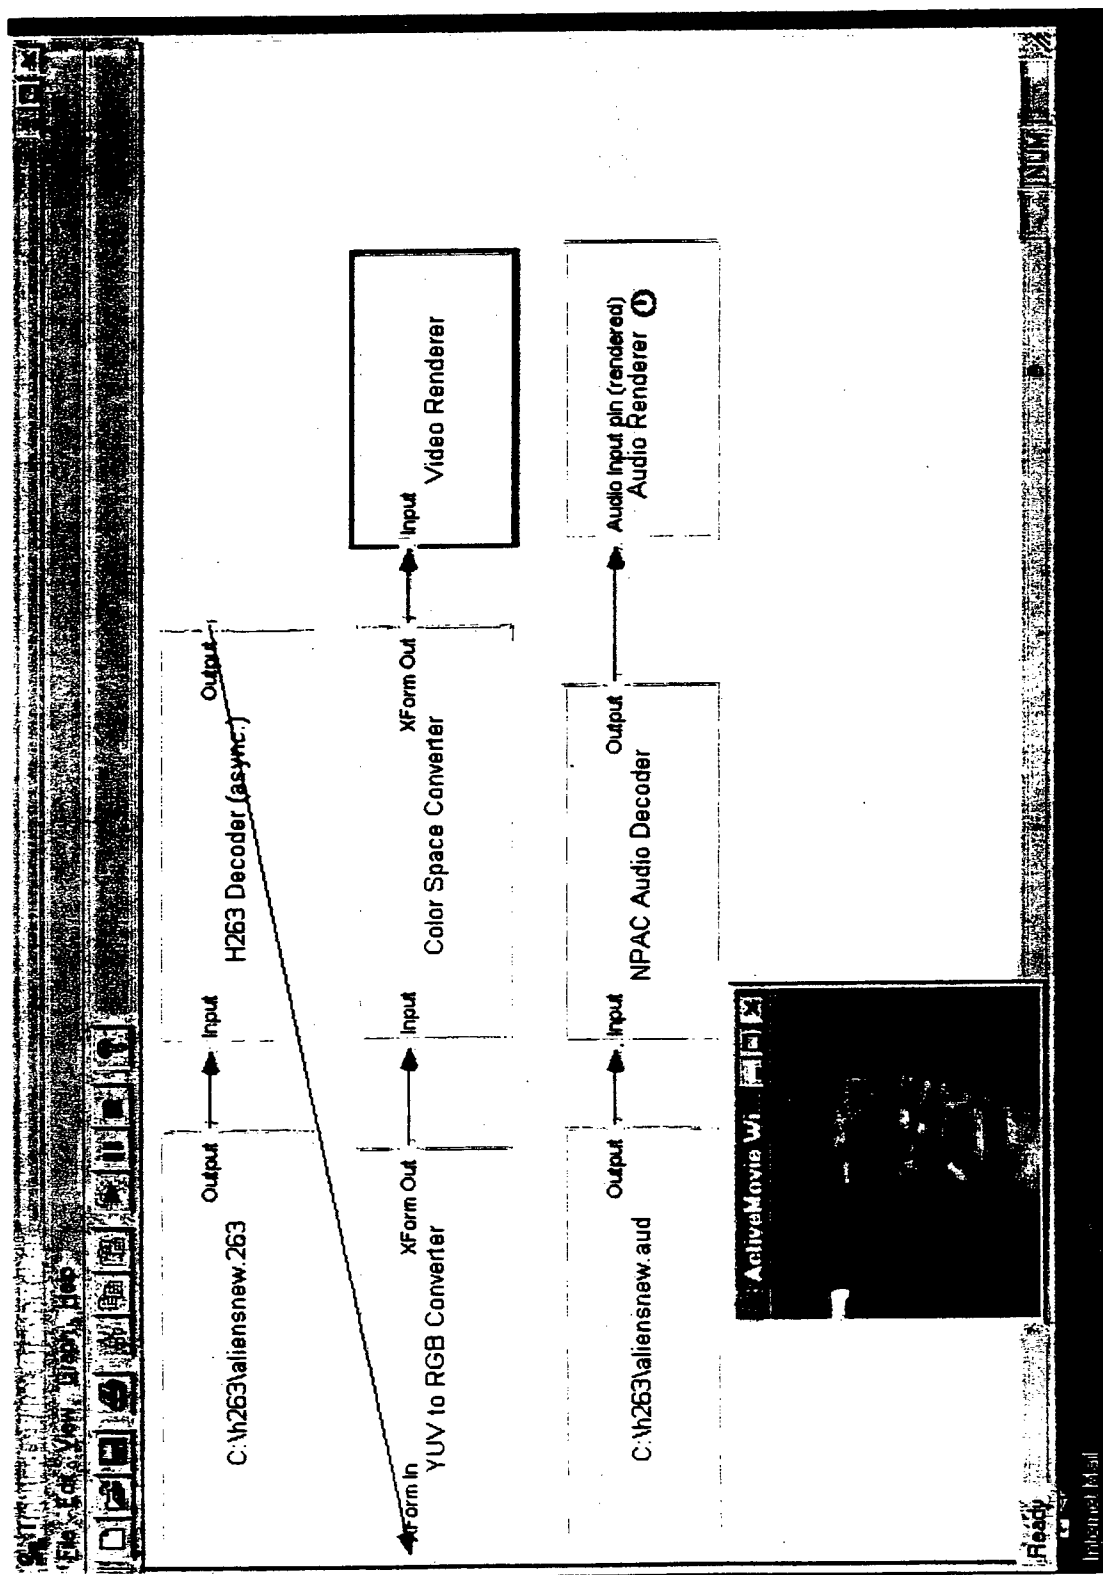 File Edit View Graph Help
C:\h263\aliensnew.263
Output
Input
H263 Decoder (async.)
Output
XForm In
YUV to RGB Converter
XForm Out
Input
Color Space Converter
XForm Out
Input
Video Renderer
C:\h263\aliensnew.aud
Output
Input
NPAC Audio Decoder
Output
Audio Input pin (rendered)
Audio Renderer
ActiveMovie Wi...
Ready
NUM
Internet Mail